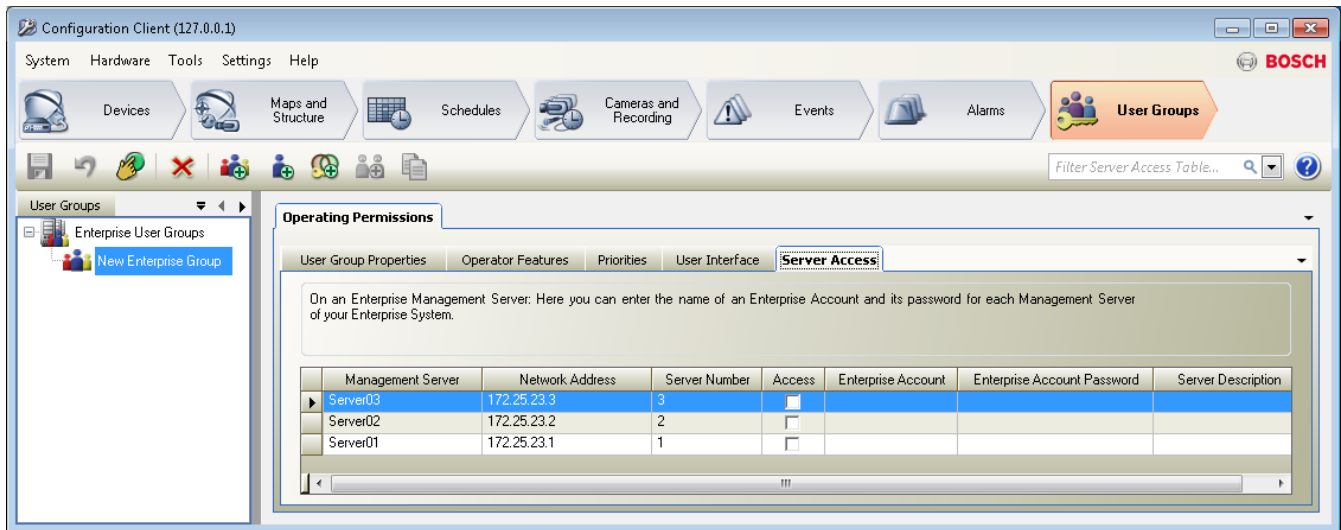 Configuration Client (127.0.0.1)
System Hardware Tools Settings Help
BOSCH
Devices
Maps and
Structure
Schedules
Cameras and
Recording
Events
Alarms
User Groups
Filter Server Access Table...
User Groups
Enterprise User Groups
New Enterprise Group
Operating Permissions
User Group Properties Operator Features Priorities User Interface Server Access
On an Enterprise Management Server: Here you can enter the name of an Enterprise Account and its password for each Management Server
of your Enterprise System.
Management Server Network Address Server Number Access Enterprise Account Enterprise Account Password Server Description
Server03 172.25.23.3 3
Server02 172.25.23.2 2
Server01 172.25.23.1 1